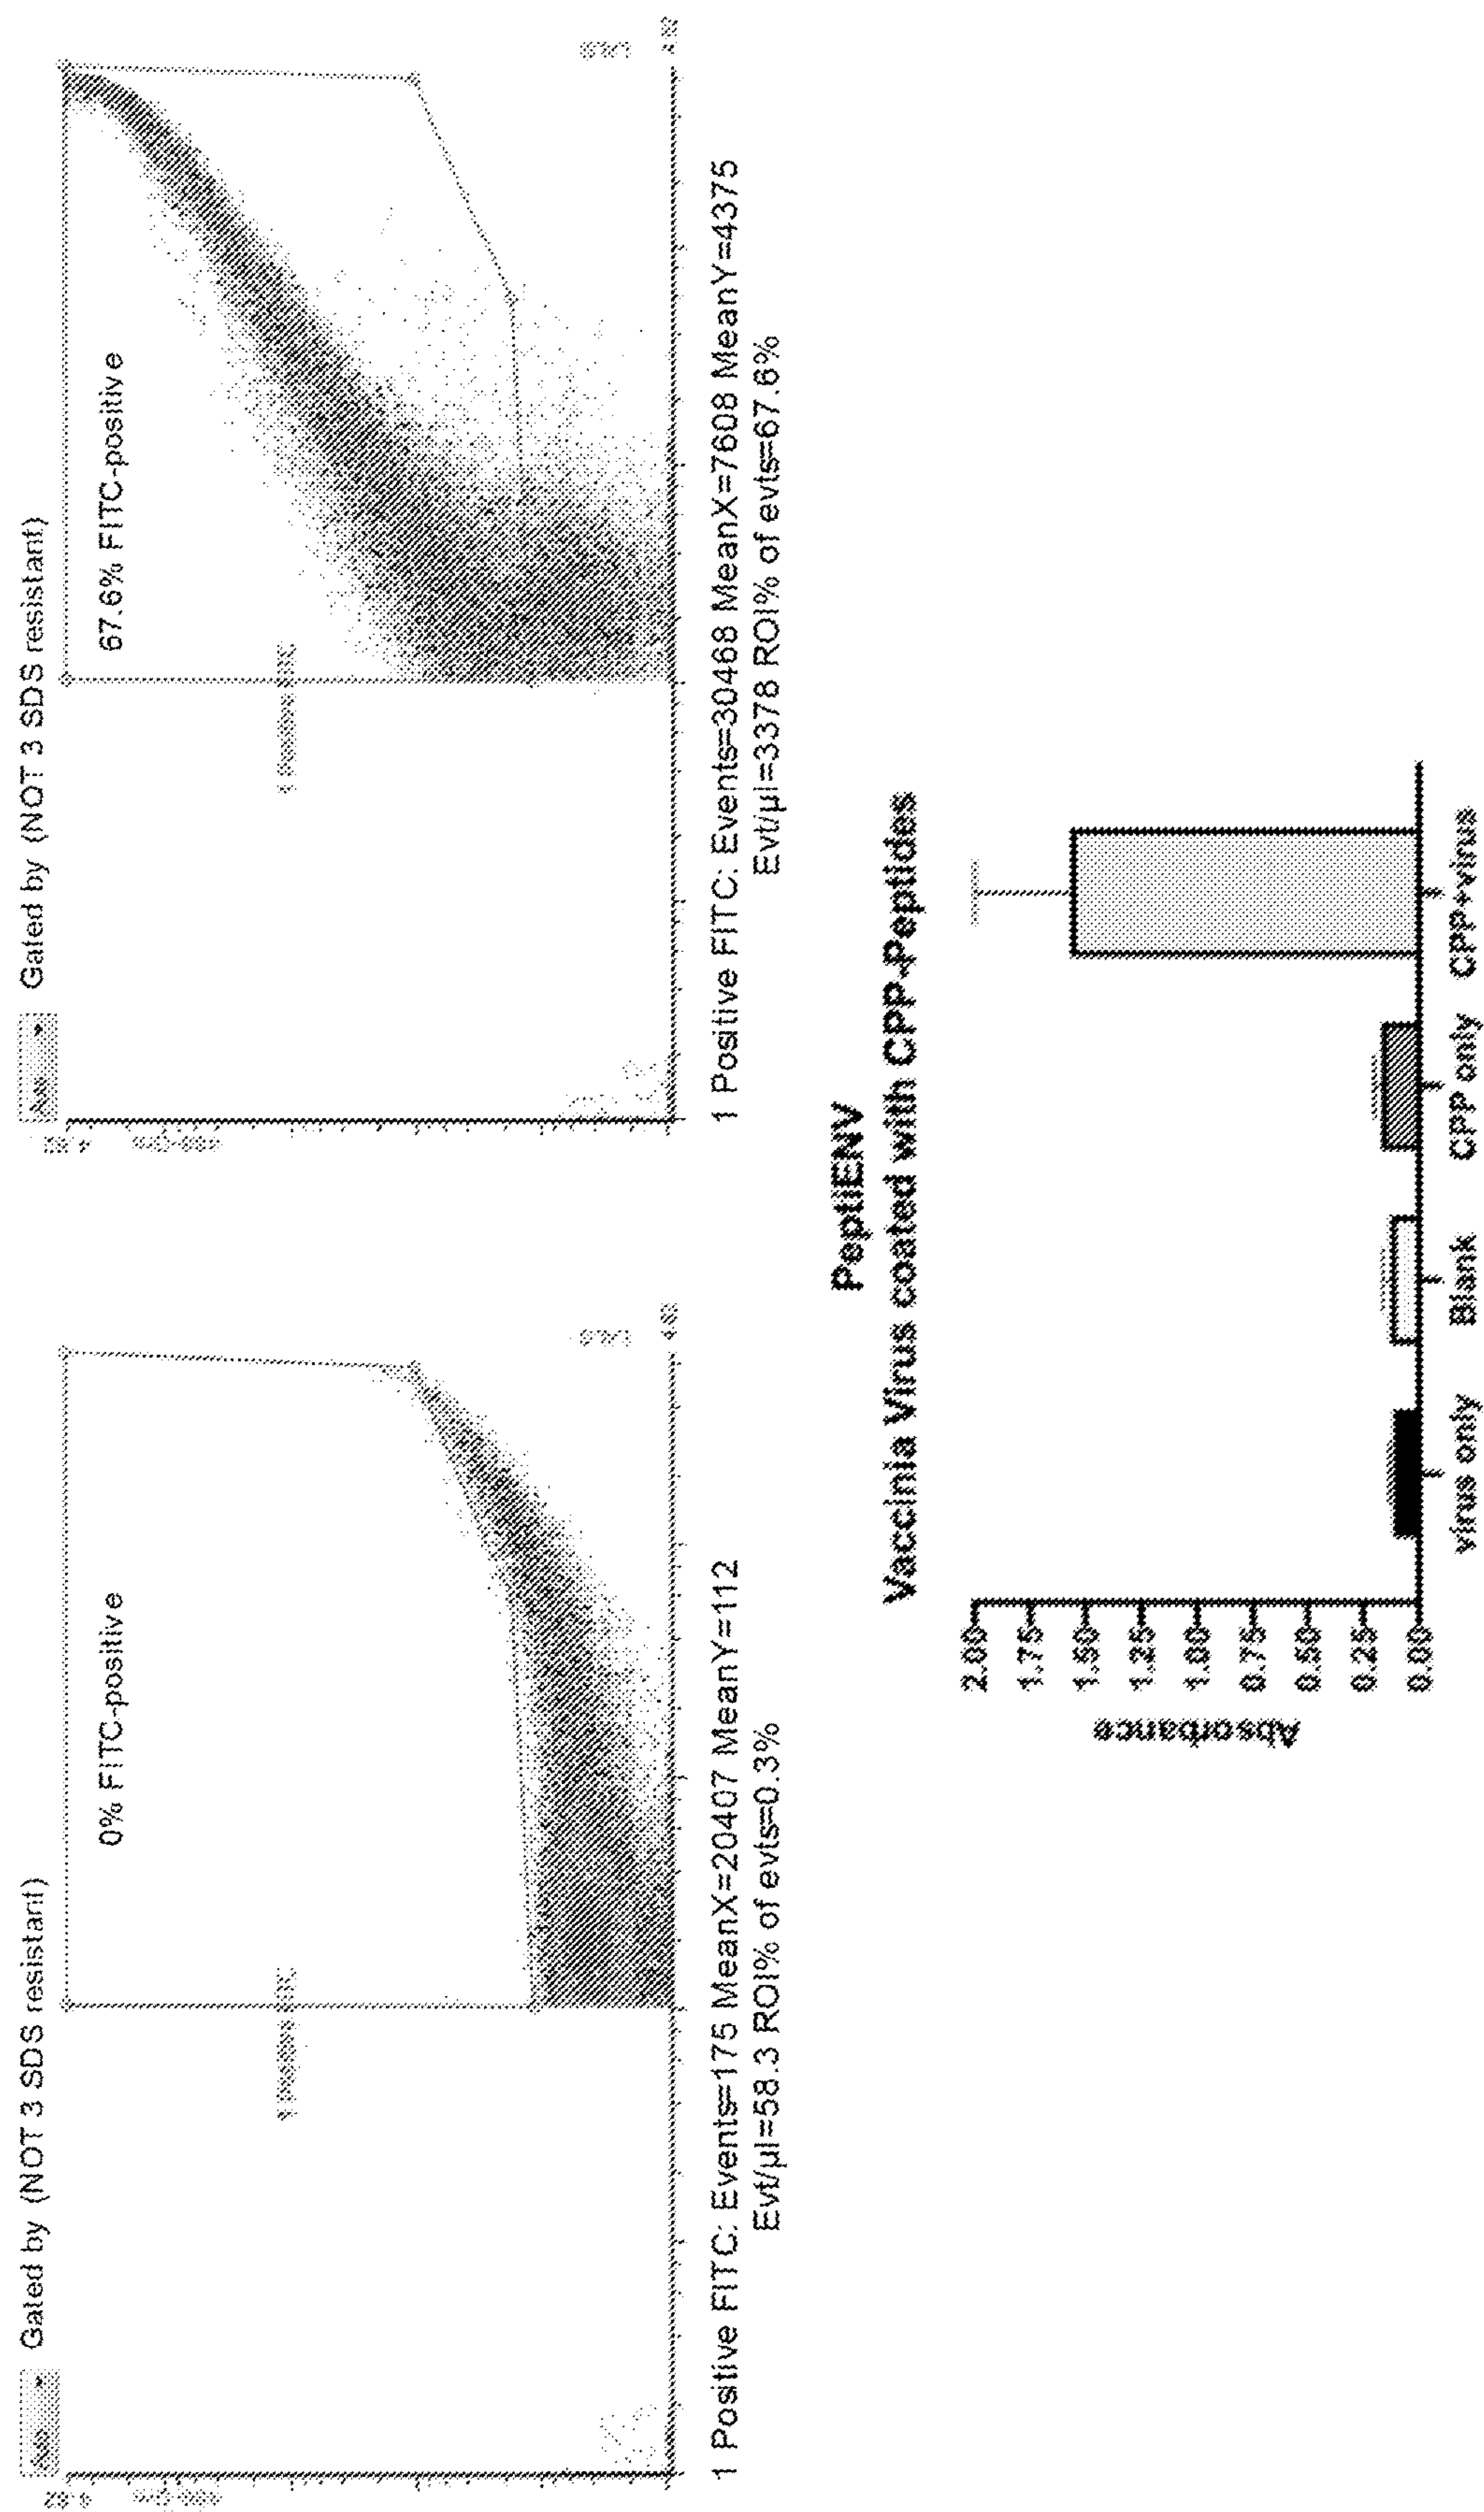 Gated by (NOT 3 SDS resistant)
0% FITC-positive
1 Positive FITC: Events=175 MeanX=20407 MeanY=112
Evt/µl=58.3 ROI% of evts=0.3%
Gated by (NOT 3 SDS resistant)
67.6% FITC-positive
1 Positive FITC: Events=30468 MeanX=7608 MeanY=4375
Evt/µl=3378 ROI% of evts=67.6%
PeptiENV
Vaccinia Virus coated with CPP-Peptides
Absorbance
2.00
1.75
1.50
1.25
1.00
0.75
0.50
0.25
0.00
virus only
Blank
CPP only
CPP+virus